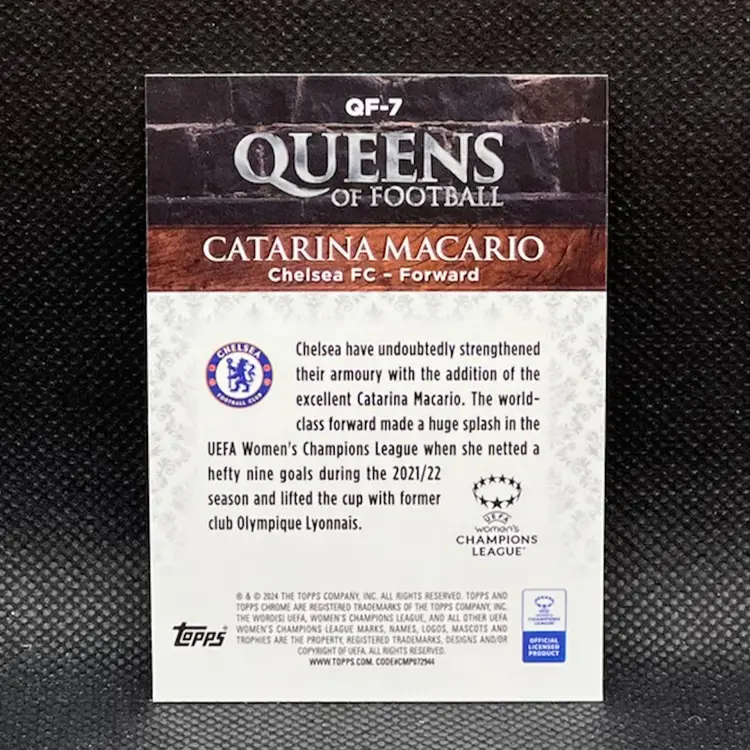 QF-7
QUEENS
OF FOOTBALL
CATARINA MACARIO
Chelsea FC – Forward
CHELSEA
FOOTBALL CLUB
Chelsea have undoubtedly strengthened
their armoury with the addition of the
excellent Catarina Macario. The world-
class forward made a huge splash in the
UEFA Women's Champions League when she netted a
hefty nine goals during the 2021/22
season and lifted the cup with former
club Olympique Lyonnais.
UEFA
women's
CHAMPIONS
LEAGUE
topps
® & © 2024 THE TOPPS COMPANY, INC. ALL RIGHTS RESERVED. TOPPS AND
TOPPS CHROME ARE REGISTERED TRADEMARKS OF THE TOPPS COMPANY, INC.
THE WORD(S) UEFA, WOMEN'S CHAMPIONS LEAGUE, AND ALL OTHER UEFA
WOMEN'S CHAMPIONS LEAGUE MARKS, NAMES, LOGOS, MASCOTS AND
TROPHIES ARE THE PROPERTY, REGISTERED TRADEMARKS, DESIGNS AND/OR
COPYRIGHT OF UEFA. ALL RIGHTS RESERVED.
WWW.TOPPS.COM. CODE#CMP072944
CHAMPIONS
LEAGUE
OFFICIAL
LICENSED
PRODUCT